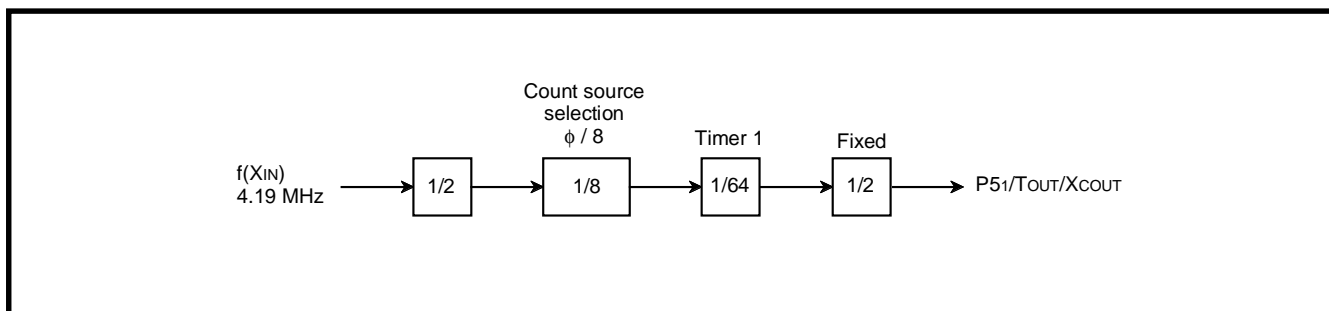 Count source
selection
ϕ / 8
Timer 1
Fixed
f(XIN)
4.19 MHz
1/2
1/8
1/64
1/2
P51/TOUT/XCOUT